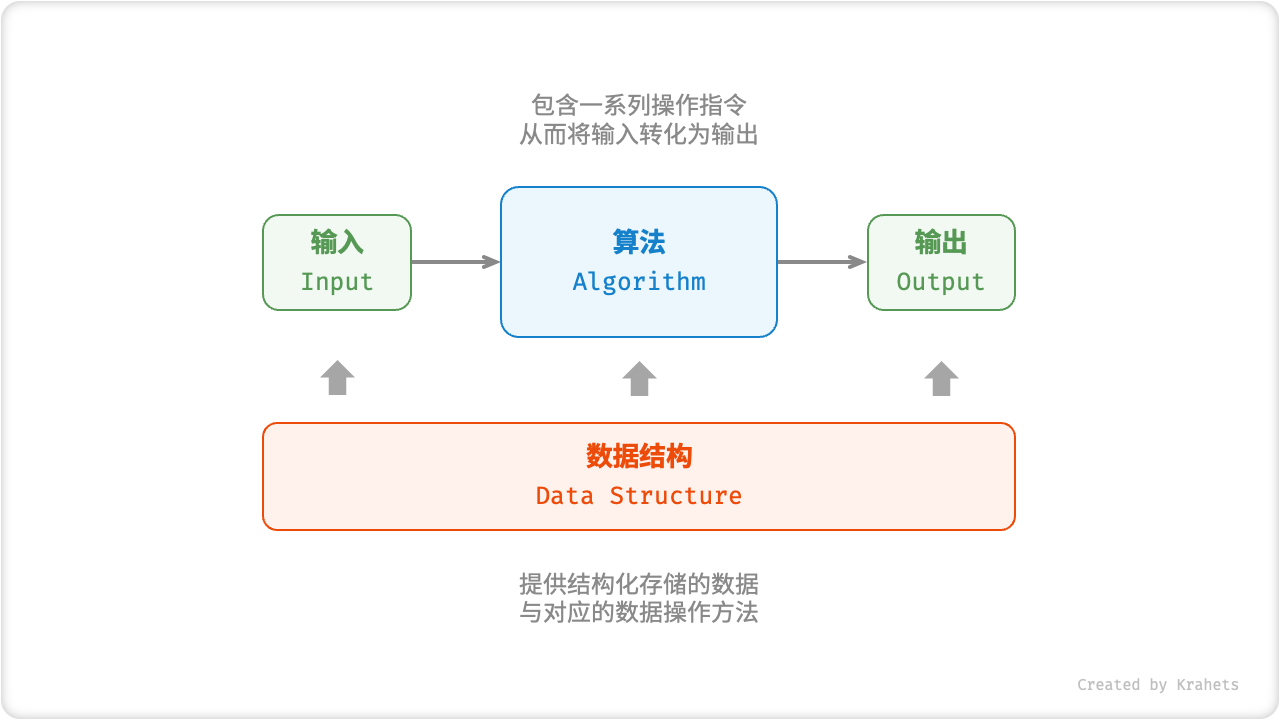 包含一系列操作指令
从而将输入转化为输出
输入
Input
算法
Algorithm
输出
Output
数据结构
Data Structure
提供结构化存储的数据
与对应的数据操作方法
Created by Krahets